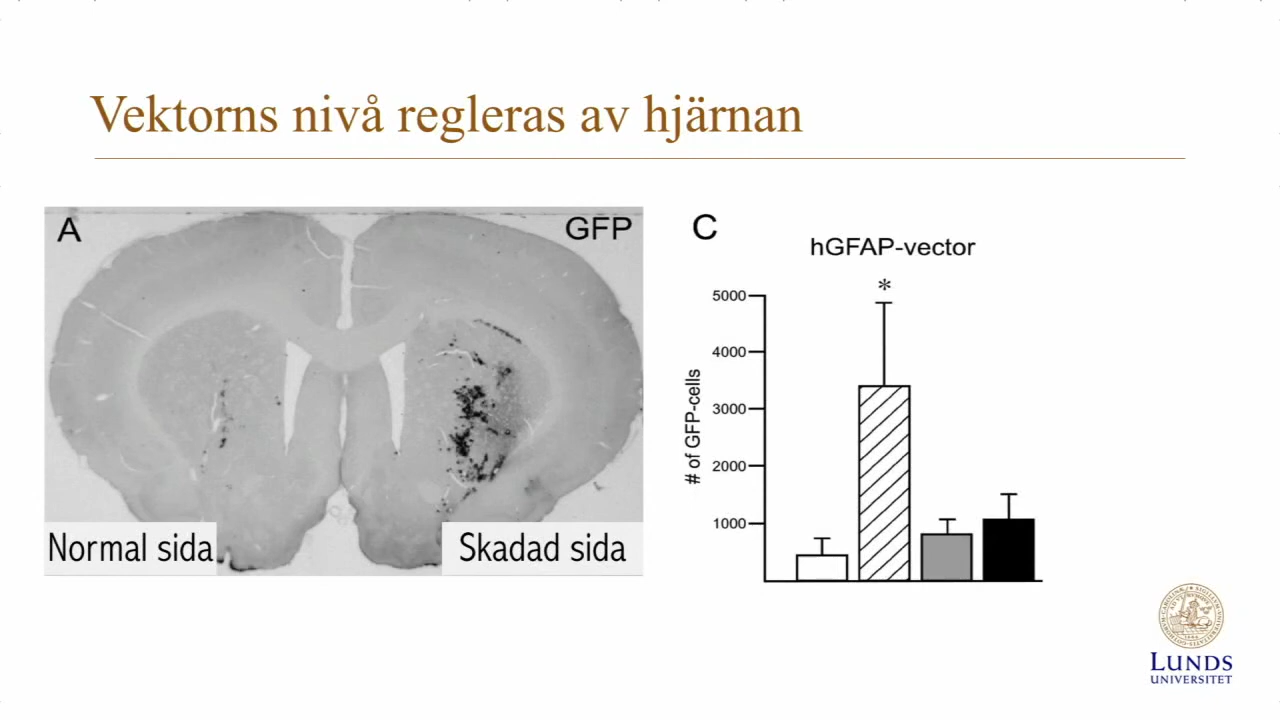 Vektorns nivå regleras av hjärnan
A
GFP
Normal sida
Skadad sida
C
hGFAP-vector
*
5000
4000
3000
2000
1000
# of GFP-cells
LUNDS
UNIVERSITET